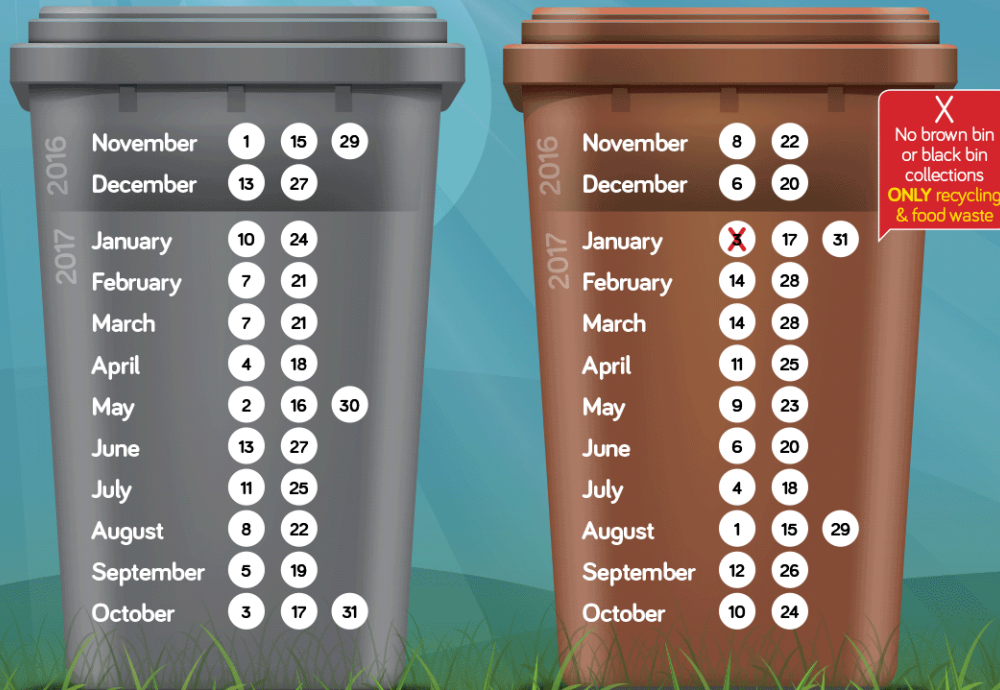 2016
November 1 15 29
December 13 27
2017
January 10 24
February 7 21
March 7 21
April 4 18
May 2 16 30
June 13 27
July 11 25
August 8 22
September 5 19
October 3 17 31
2016
November 8 22
December 6 20
2017
January 3 17 31
February 14 28
March 14 28
April 11 25
May 9 23
June 6 20
July 4 18
August 1 15 29
September 12 26
October 10 24
X
No brown bin
or black bin
collections
ONLY recycling
& food waste